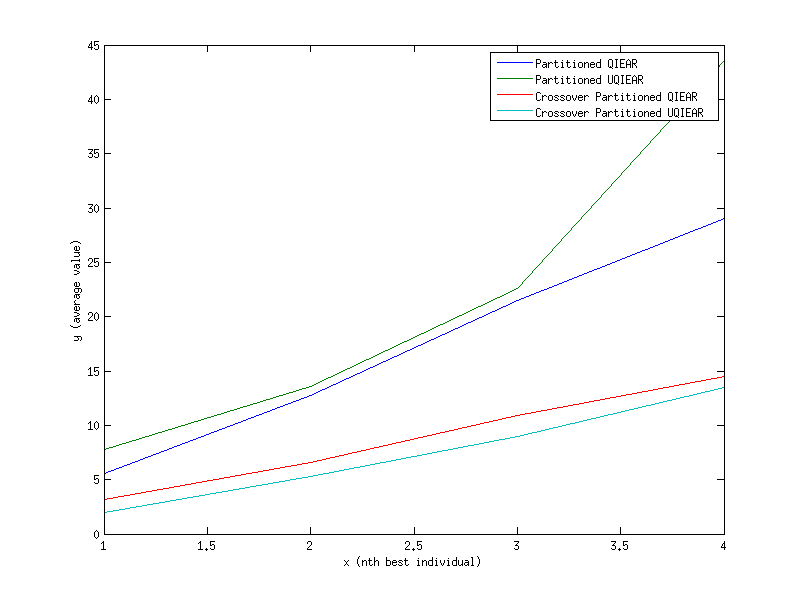 45
40
35
30
25
20
15
10
5
0
y (average value)
Partitioned QIEAR
Partitioned UQIEAR
Crossover Partitioned QIEAR
Crossover Partitioned UQIEAR
1 1.5 2 2.5 3 3.5 4
x (nth best individual)